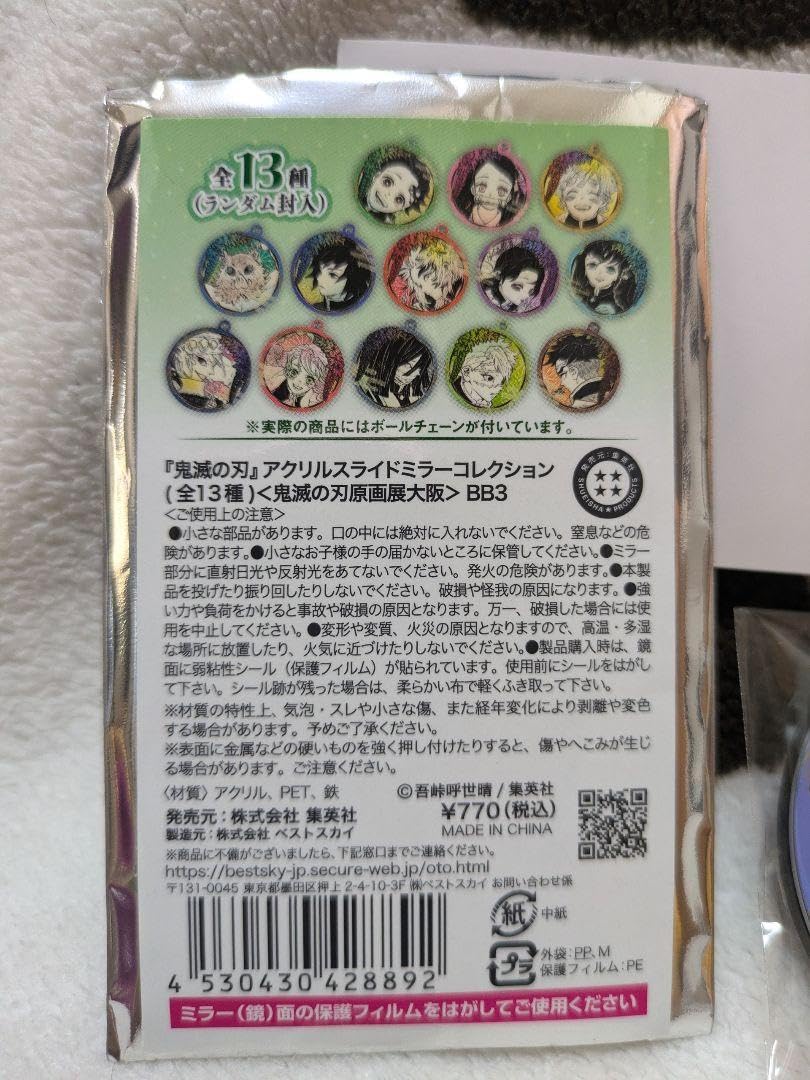 全13種
(ランダム封入)
※実際の商品にはボールチェーンが付いています。
『鬼滅の刃』アクリルスライドミラーコレクション
(全13種)<鬼滅の刃原画展大阪> BB3
発売元:集英社
SHUEISHA PRODUCTS
<ご使用上の注意>
●小さな部品があります。口の中には絶対に入れないでください。窒息などの危
険があります。●小さなお子様の手の届かないところに保管してください。●ミラー
部分に直射日光や反射光をあてないでください。発火の危険があります。●本製
品を投げたり振り回したりしないでください。破損や怪我の原因になります。●強
い力や負荷をかけると事故や破損の原因となります。万一、破損した場合には使
用を中止してください。●変形や変質、火災の原因となりますので、高温・多湿
な場所に放置したり、火気に近づけたりしないでください。●製品購入時は、鏡
面に弱粘性シール(保護フィルム)が貼られています。使用前にシールをはがし
て下さい。シール跡が残った場合は、柔らかい布で軽くふき取って下さい。
※材質の特性上、気泡・スレや小さな傷、また経年変化により剥離や変色
する場合があります。予めご了承ください。
※表面に金属などの硬いものを強く押し付けたりすると、傷やへこみが生じ
る場合があります。ご注意ください。
〈材質〉アクリル、PET、鉄
©吾峠呼世晴/集英社
発売元:株式会社 集英社
¥770(税込)
製造元:株式会社 ベストスカイ
MADE IN CHINA
※商品に不備がございましたら、下記窓口までご連絡ください。
https://bestsky-jp.secure-web.jp/oto.html
〒131-0045 東京都墨田区押上 2-4-10-3F ㈱ベストスカイ お問い合わせ係
紙 中紙
プラ 外袋:PP、M
保護フィルム:PE
4 530430 428892
ミラー(鏡)面の保護フィルムをはがしてご使用ください